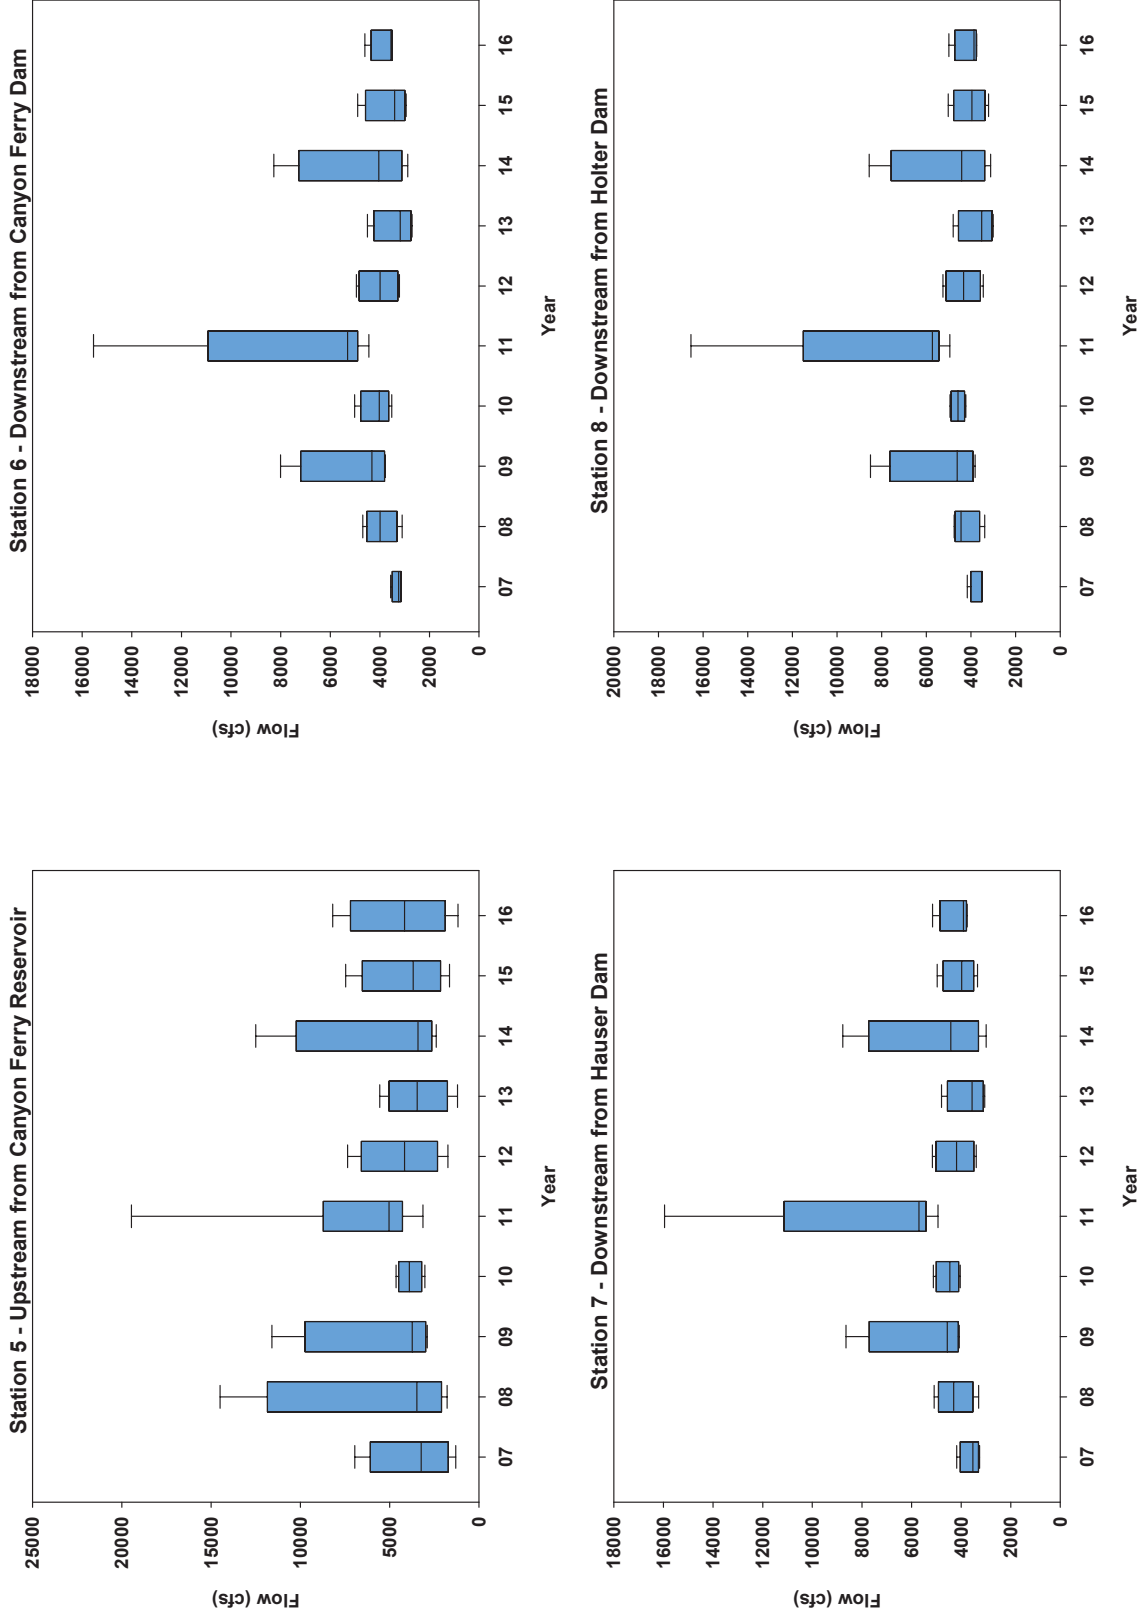 Station 5 - Upstream from Canyon Ferry Reservoir
25000
20000
15000
10000
5000
0
Flow (cfs)
07 08 09 10 11 12 13 14 15 16
Year
Station 6 - Downstream from Canyon Ferry Dam
18000
16000
14000
12000
10000
8000
6000
4000
2000
0
Flow (cfs)
07 08 09 10 11 12 13 14 15 16
Year
Station 7 - Downstream from Hauser Dam
18000
16000
14000
12000
10000
8000
6000
4000
2000
0
Flow (cfs)
07 08 09 10 11 12 13 14 15 16
Year
Station 8 - Downstream from Holter Dam
20000
18000
16000
14000
12000
10000
8000
6000
4000
2000
0
Flow (cfs)
07 08 09 10 11 12 13 14 15 16
Year